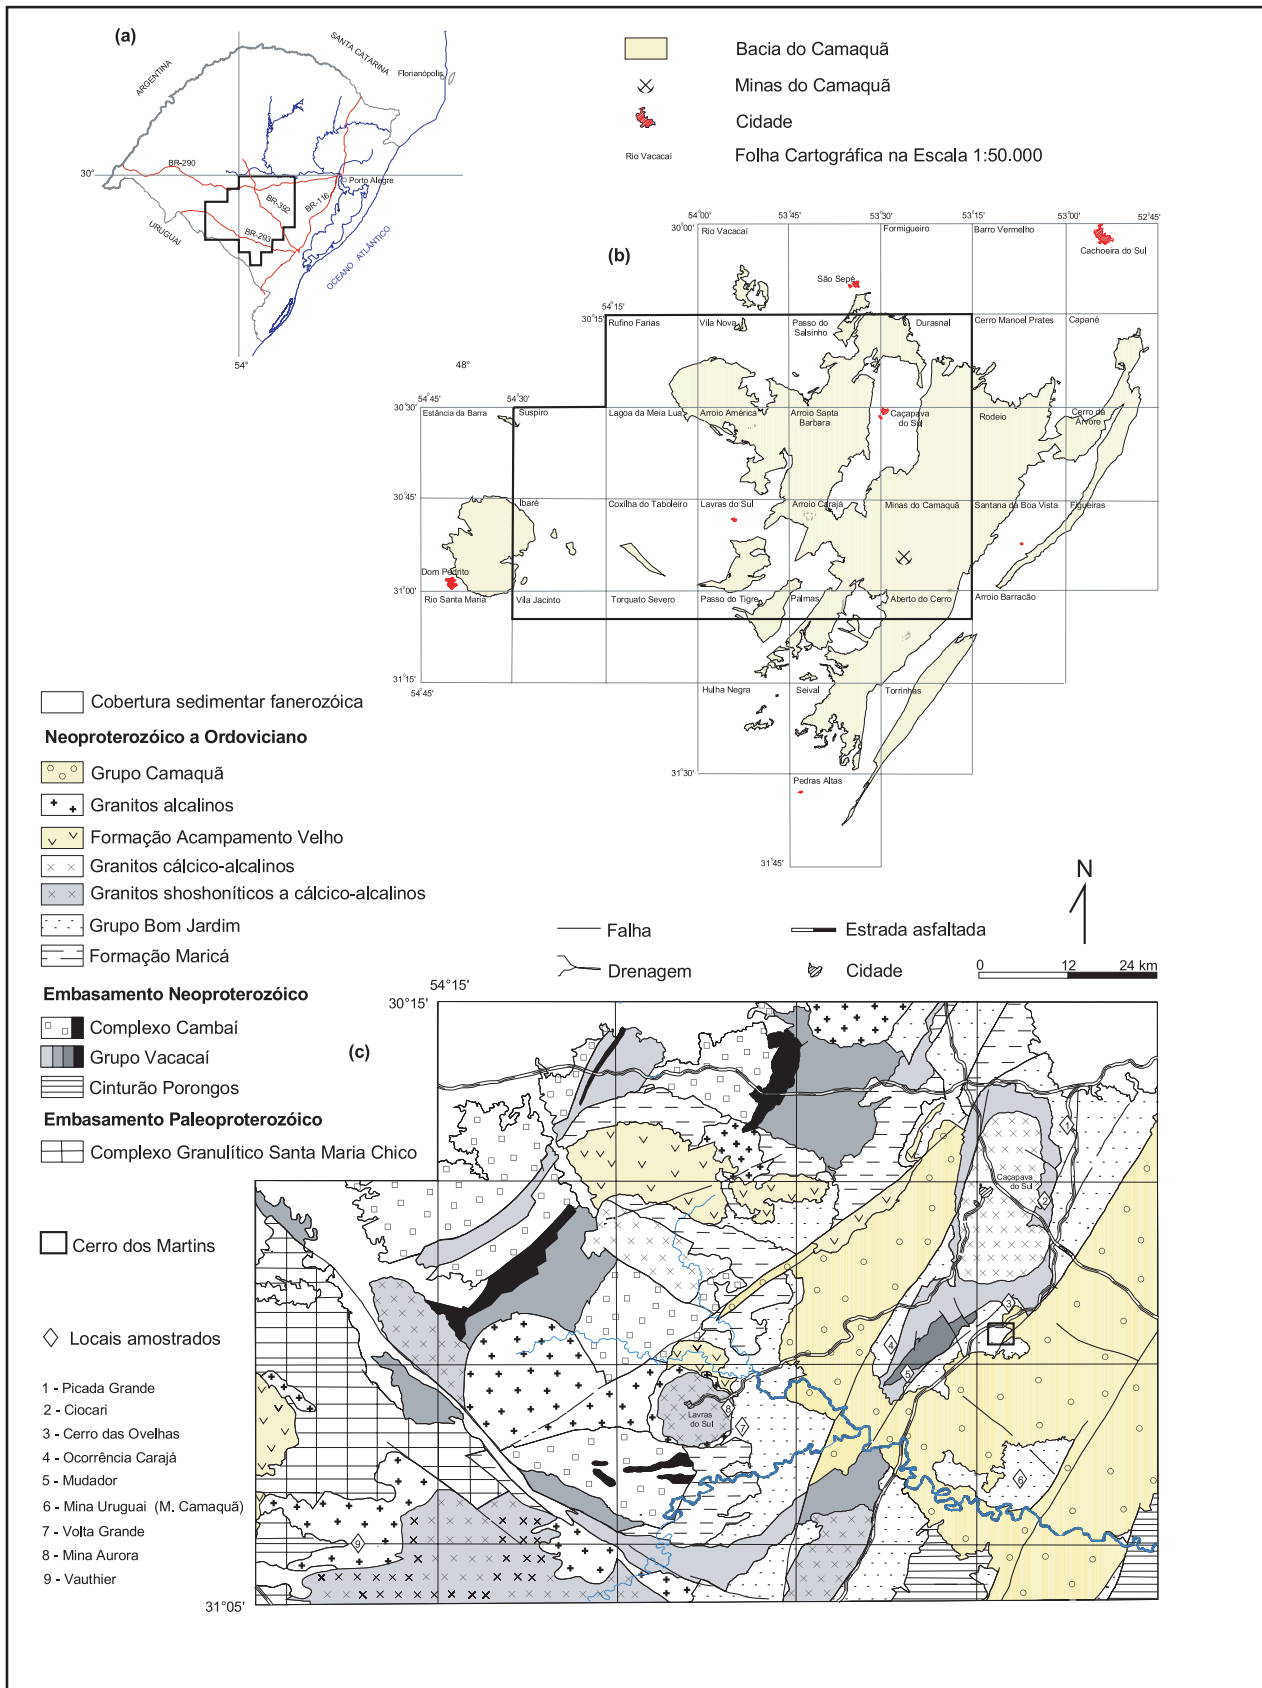 (a)
SANTA CATARINA
Florianópolis
ARGENTINA
BR-290
30°
Porto Alegre
BR-116
BR-392
BR-293
URUGUAI
OCEANO ATLÂNTICO
54°
48°
Bacia do Camaquã
Minas do Camaquã
Cidade
Rio Vacacaí
Folha Cartográfica na Escala 1:50.000
(b)
54°00'
53°45'
53°30'
53°15'
53°00'
52°45'
30°00'
Rio Vacacaí
Formigueiro
Barro Vermelho
Cachoeira do Sul
São Sepé
54°15'
30°15'
Rufino Farias
Vila Nova
Passo do Salsinho
Durasnal
Cerro Manoel Prates
Capané
54°45'
54°30'
30°30'
Estância da Barra
Suspiro
Lagoa da Meia Lua
Arroio América
Arroio Santa Barbara
Caçapava do Sul
Rodeio
Cerro da Árvore
30°45'
Ibaré
Coxilha do Taboleiro
Lavras do Sul
Arroio Carajá
Minas do Camaquã
Santana da Boa Vista
Figueiras
Dom Pedrito
31°00'
Rio Santa Maria
Vila Jacinto
Torquato Severo
Passo do Tigre
Palmas
Aberto do Cerro
Arroio Barracão
31°15'
54°45'
Hulha Negra
Seival
Torrinhas
31°30'
Pedras Altas
31°45'
Cobertura sedimentar fanerozóica
Neoproterozóico a Ordoviciano
Grupo Camaquã
Granitos alcalinos
Formação Acampamento Velho
Granitos cálcico-alcalinos
Granitos shoshoníticos a cálcico-alcalinos
Grupo Bom Jardim
Formação Maricá
Embasamento Neoproterozóico
Complexo Cambaí
Grupo Vacacaí
Cinturão Porongos
Embasamento Paleoproterozóico
Complexo Granulítico Santa Maria Chico
Cerro dos Martins
Locais amostrados
1 - Picada Grande
2 - Ciocari
3 - Cerro das Ovelhas
4 - Ocorrência Carajá
5 - Mudador
6 - Mina Uruguai (M. Camaquã)
7 - Volta Grande
8 - Mina Aurora
9 - Vauthier
N
Falha
Estrada asfaltada
Drenagem
Cidade
0 12 24 km
(c)
54°15'
30°15'
1
Caçapava do Sul
2
3
4
5
Lavras do Sul
8
7
6
9
31°05'